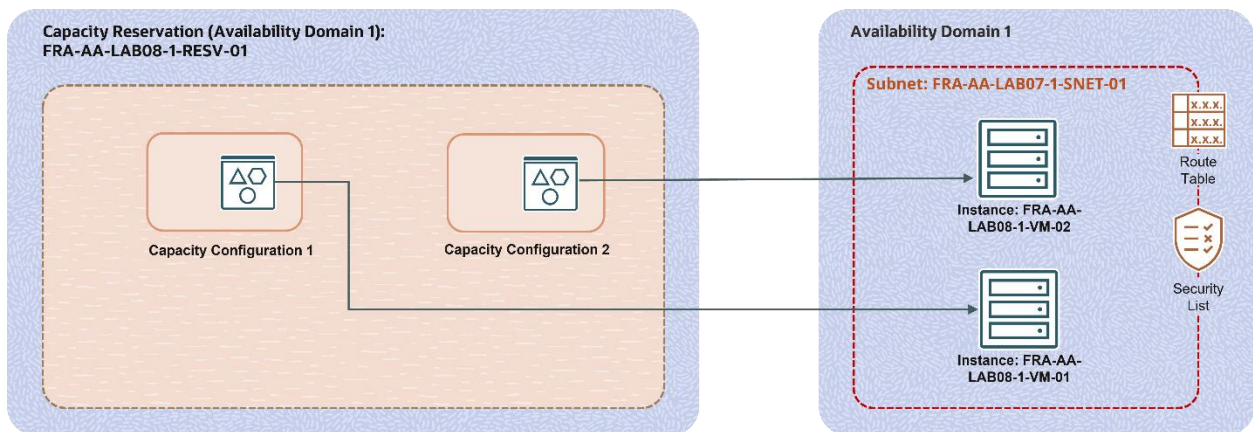 Capacity Reservation (Availability Domain 1):
FRA-AA-LAB08-1-RESV-01
Capacity Configuration 1
Capacity Configuration 2
Availability Domain 1
Subnet: FRA-AA-LAB07-1-SNET-01
x.x.x.
x.x.x.
x.x.x.
Route
Table
Instance: FRA-AA-
LAB08-1-VM-02
Security
List
Instance: FRA-AA-
LAB08-1-VM-01